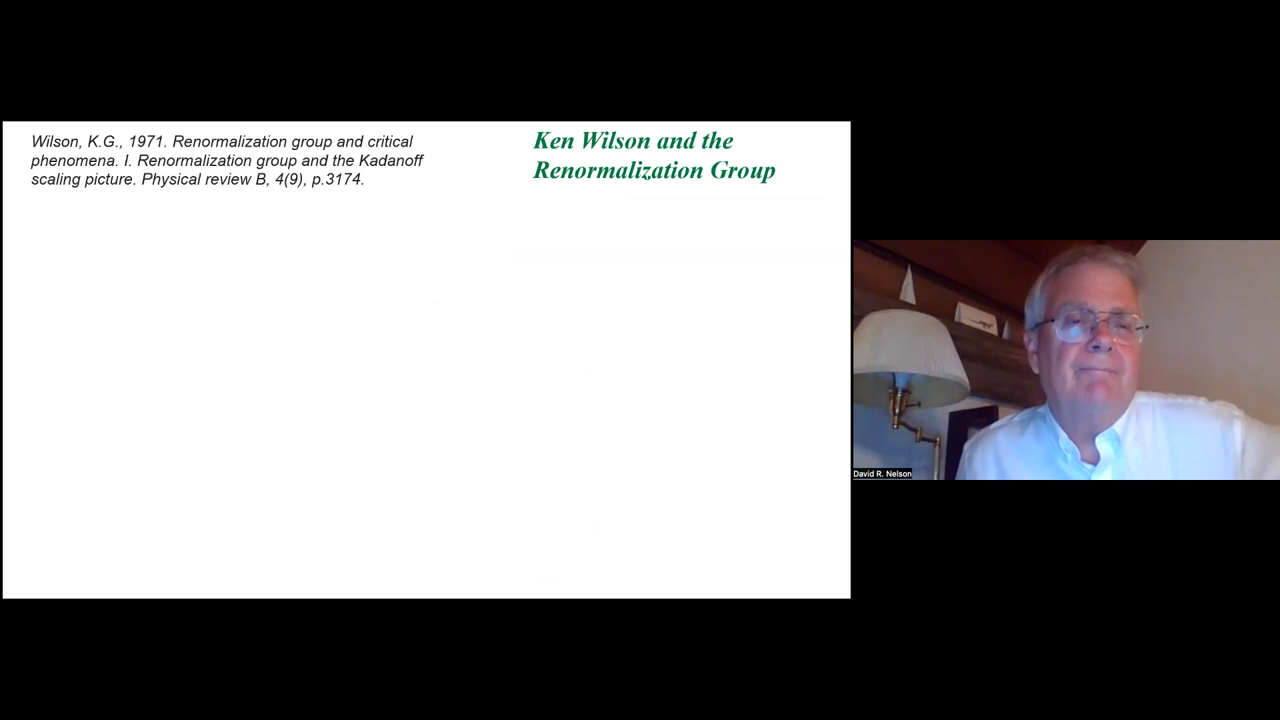 Wilson, K.G., 1971. Renormalization group and critical
phenomena. I. Renormalization group and the Kadanoff
scaling picture. Physical review B, 4(9), p.3174.
Ken Wilson and the
Renormalization Group
David R. Nelson